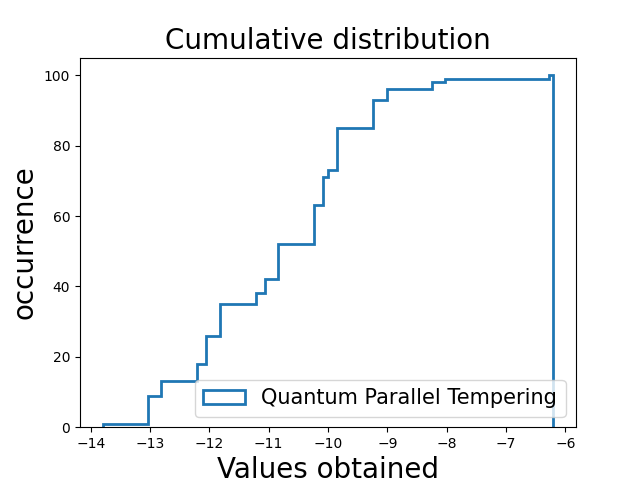 Cumulative distribution
100
80
60
40
20
0
occurrence
Quantum Parallel Tempering
−14 −13 −12 −11 −10 −9 −8 −7 −6
Values obtained